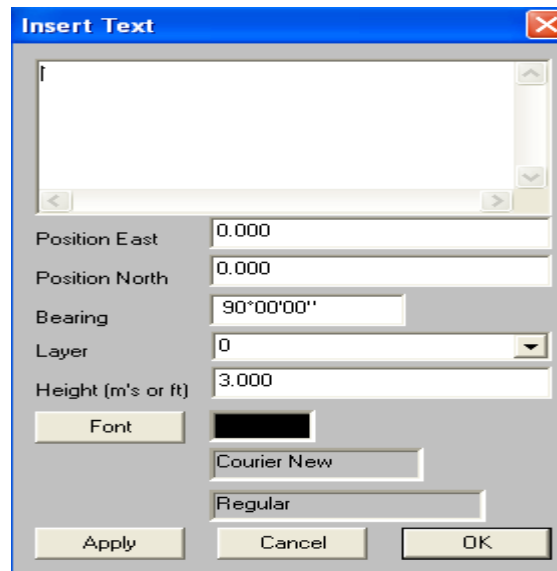 Insert Text
Position East 0.000
Position North 0.000
Bearing 90°00'00''
Layer 0
Height (m's or ft) 3.000
Font
Courier New
Regular
Apply Cancel OK